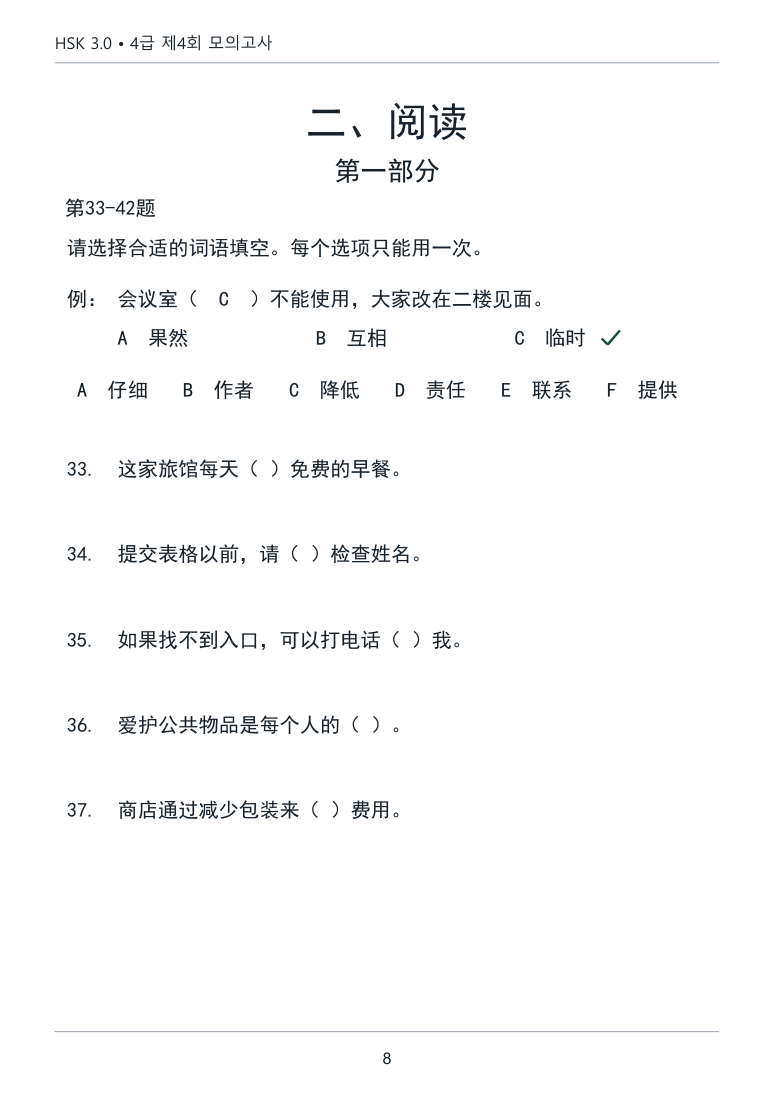 HSK 3.0 • 4급 제4회 모의고사
二、阅读
第一部分
第33-42题
请选择合适的词语填空。每个选项只能用一次。
例： 会议室（ C ）不能使用，大家改在二楼见面。
A 果然 B 互相 C 临时 ✓
A 仔细 B 作者 C 降低 D 责任 E 联系 F 提供
33. 这家旅馆每天（ ）免费的早餐。
34. 提交表格以前，请（ ）检查姓名。
35. 如果找不到入口，可以打电话（ ）我。
36. 爱护公共物品是每个人的（ ）。
37. 商店通过减少包装来（ ）费用。
8